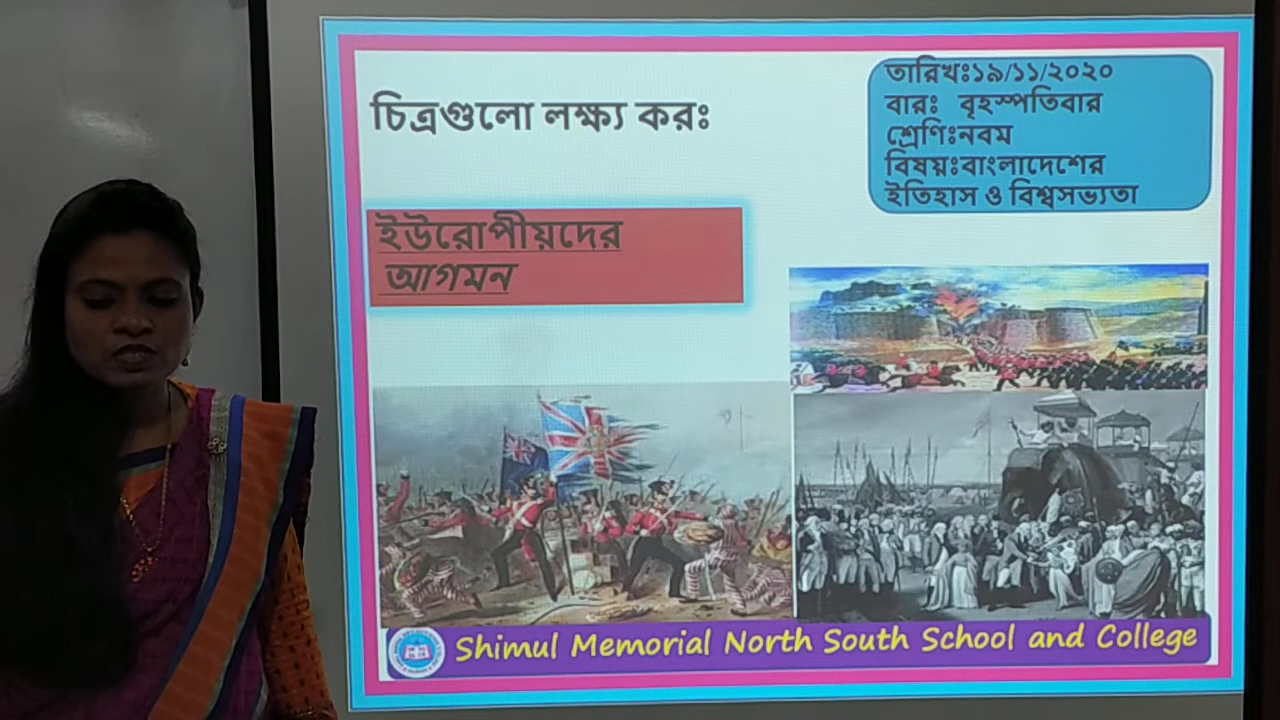 চিত্রগুলো লক্ষ্য করঃ
তারিখঃ১৯/১১/২০২০
বারঃ বৃহস্পতিবার
শ্রেণিঃনবম
বিষয়ঃবাংলাদেশের
ইতিহাস ও বিশ্বসভ্যতা
ইউরোপীয়দের
আগমন
Shimul Memorial North South School and College